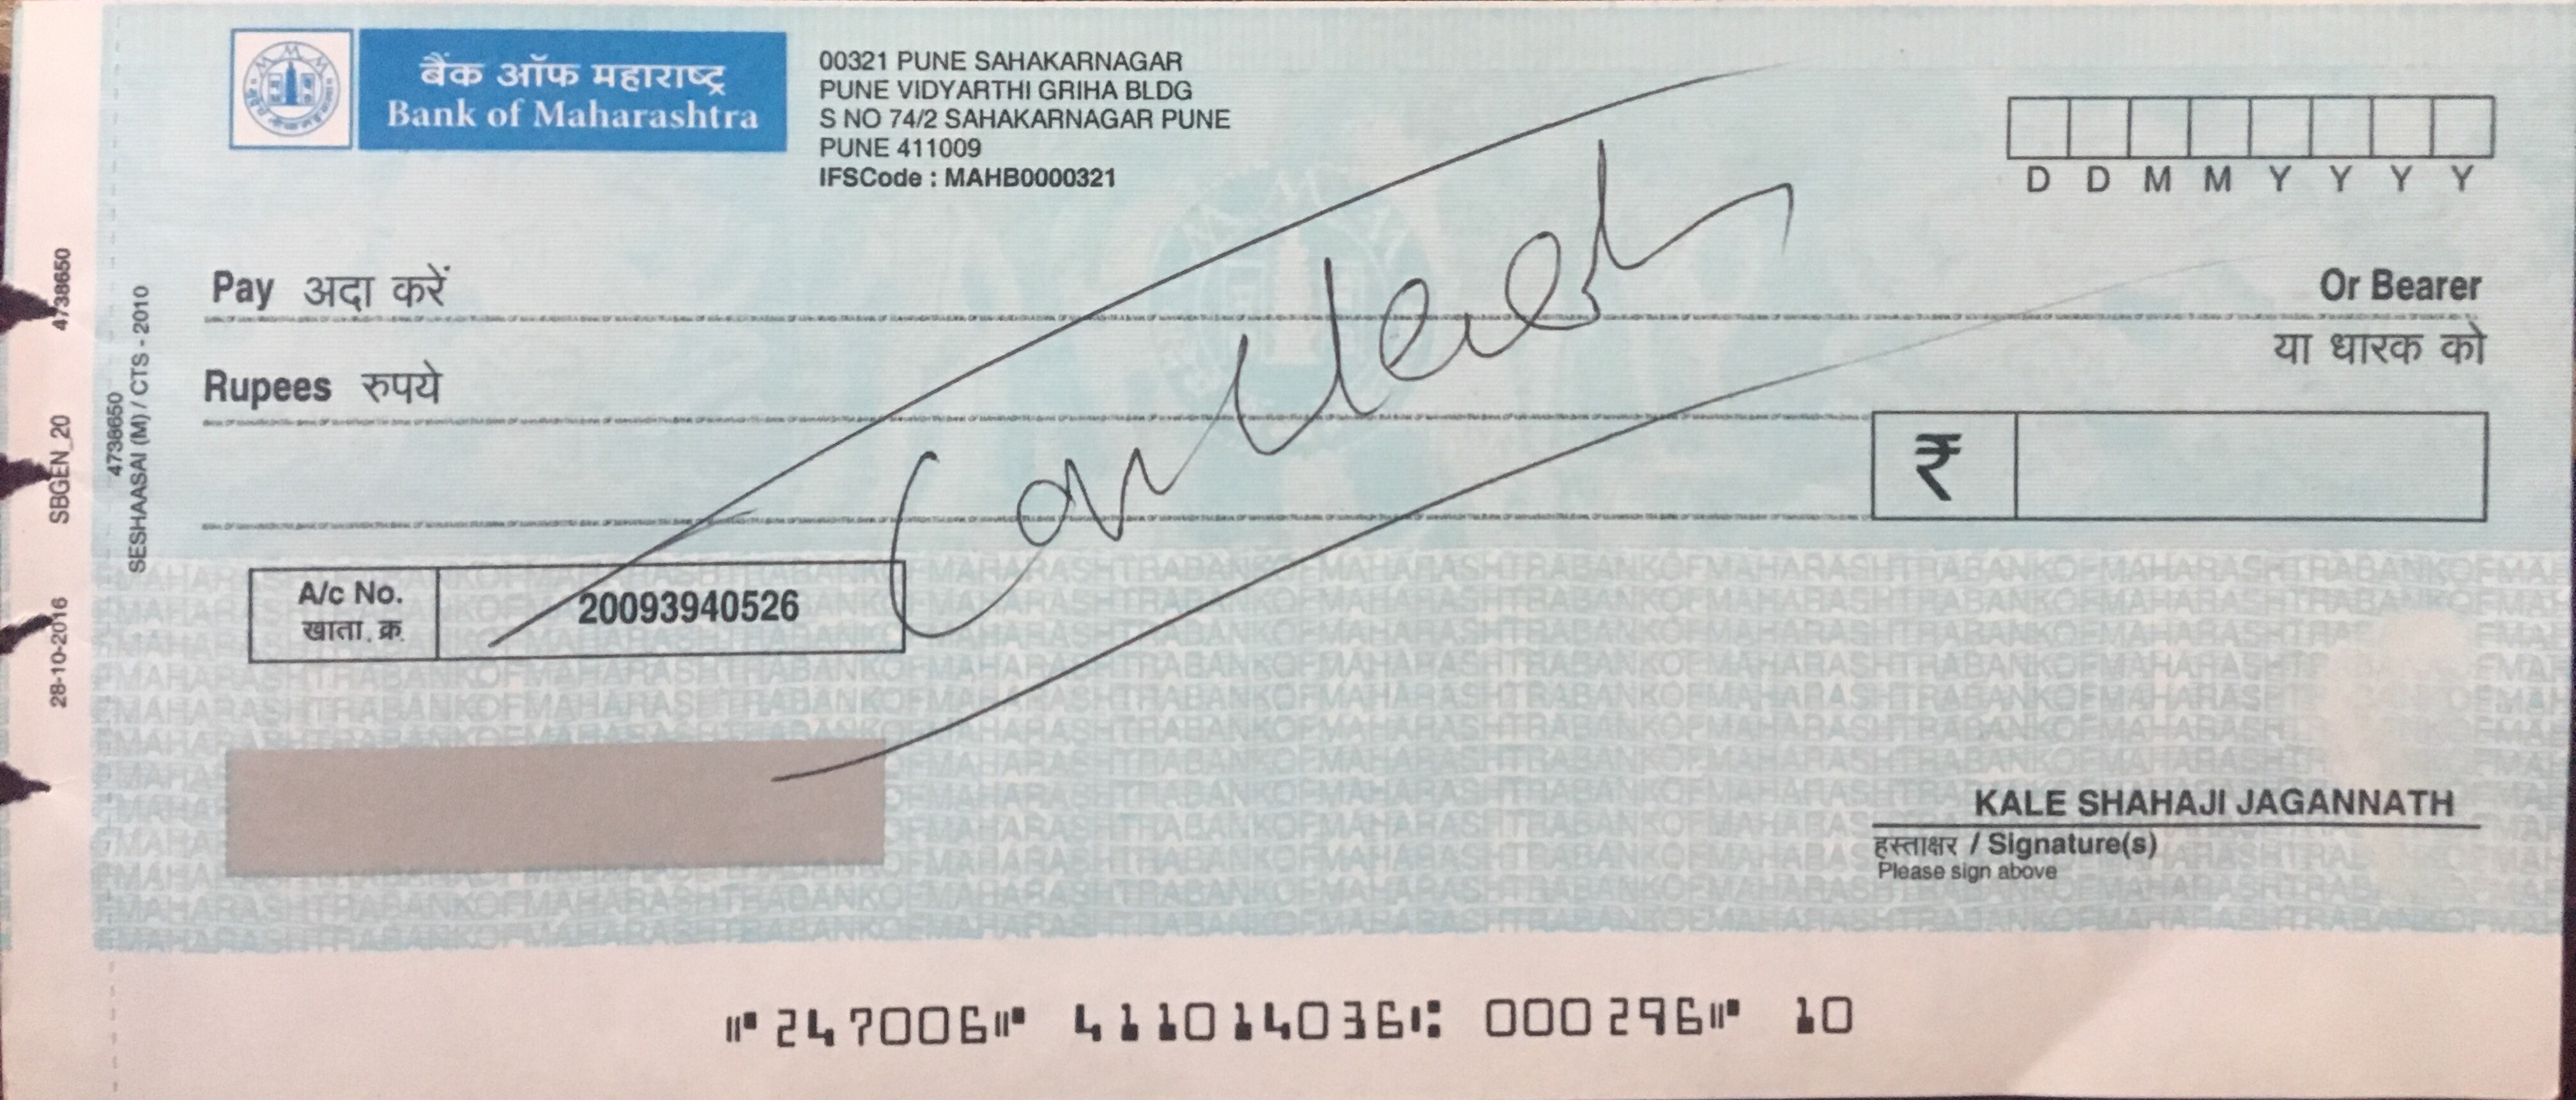 बैंक ऑफ महाराष्ट्र
Bank of Maharashtra
00321 PUNE SAHAKARNAGAR
PUNE VIDYARTHI GRIHA BLDG
S NO 74/2 SAHAKARNAGAR PUNE
PUNE 411009
IFSCode : MAHB0000321
D D M M Y Y Y Y
Pay अदा करें
Or Bearer
या धारक को
Rupees रुपये
₹
A/c No.
खाता. क्र.
20093940526
KALE SHAHAJI JAGANNATH
हस्ताक्षर / Signature(s)
Please sign above
"247006" 411014036: 000296" 10
4738650
SBGEN_20
28-10-2016
4738650
SESHAASAI (M) / CTS - 2010